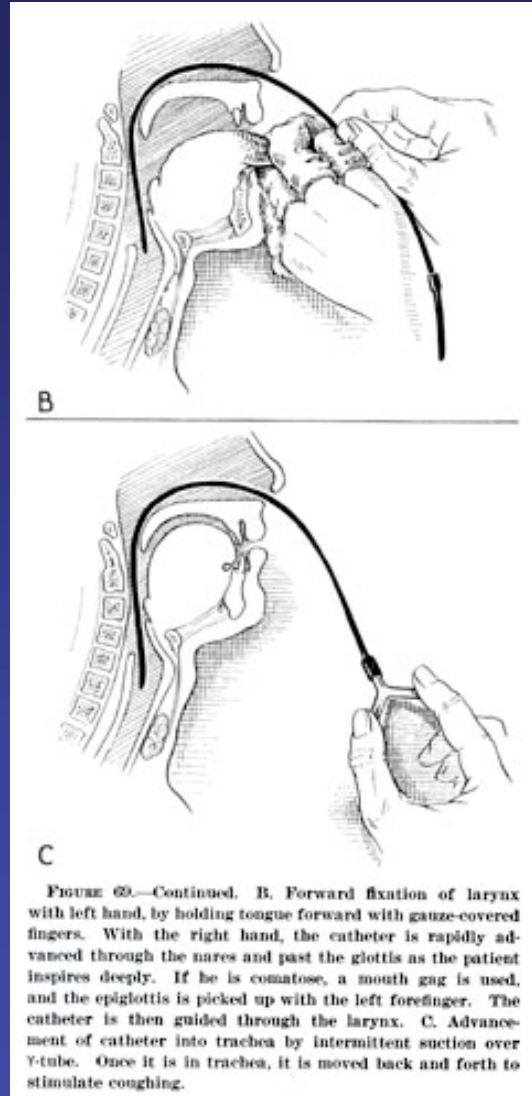 B
C
FIGURE 69.—Continued. B. Forward fixation of larynx
with left hand, by holding tongue forward with gauze-covered
fingers. With the right hand, the catheter is rapidly ad-
vanced through the nares and past the glottis as the patient
inspires deeply. If he is comatose, a mouth gag is used,
and the epiglottis is picked up with the left forefinger. The
catheter is then guided through the larynx. C. Advance-
ment of catheter into trachea by intermittent suction over
Y-tube. Once it is in trachea, it is moved back and forth to
stimulate coughing.